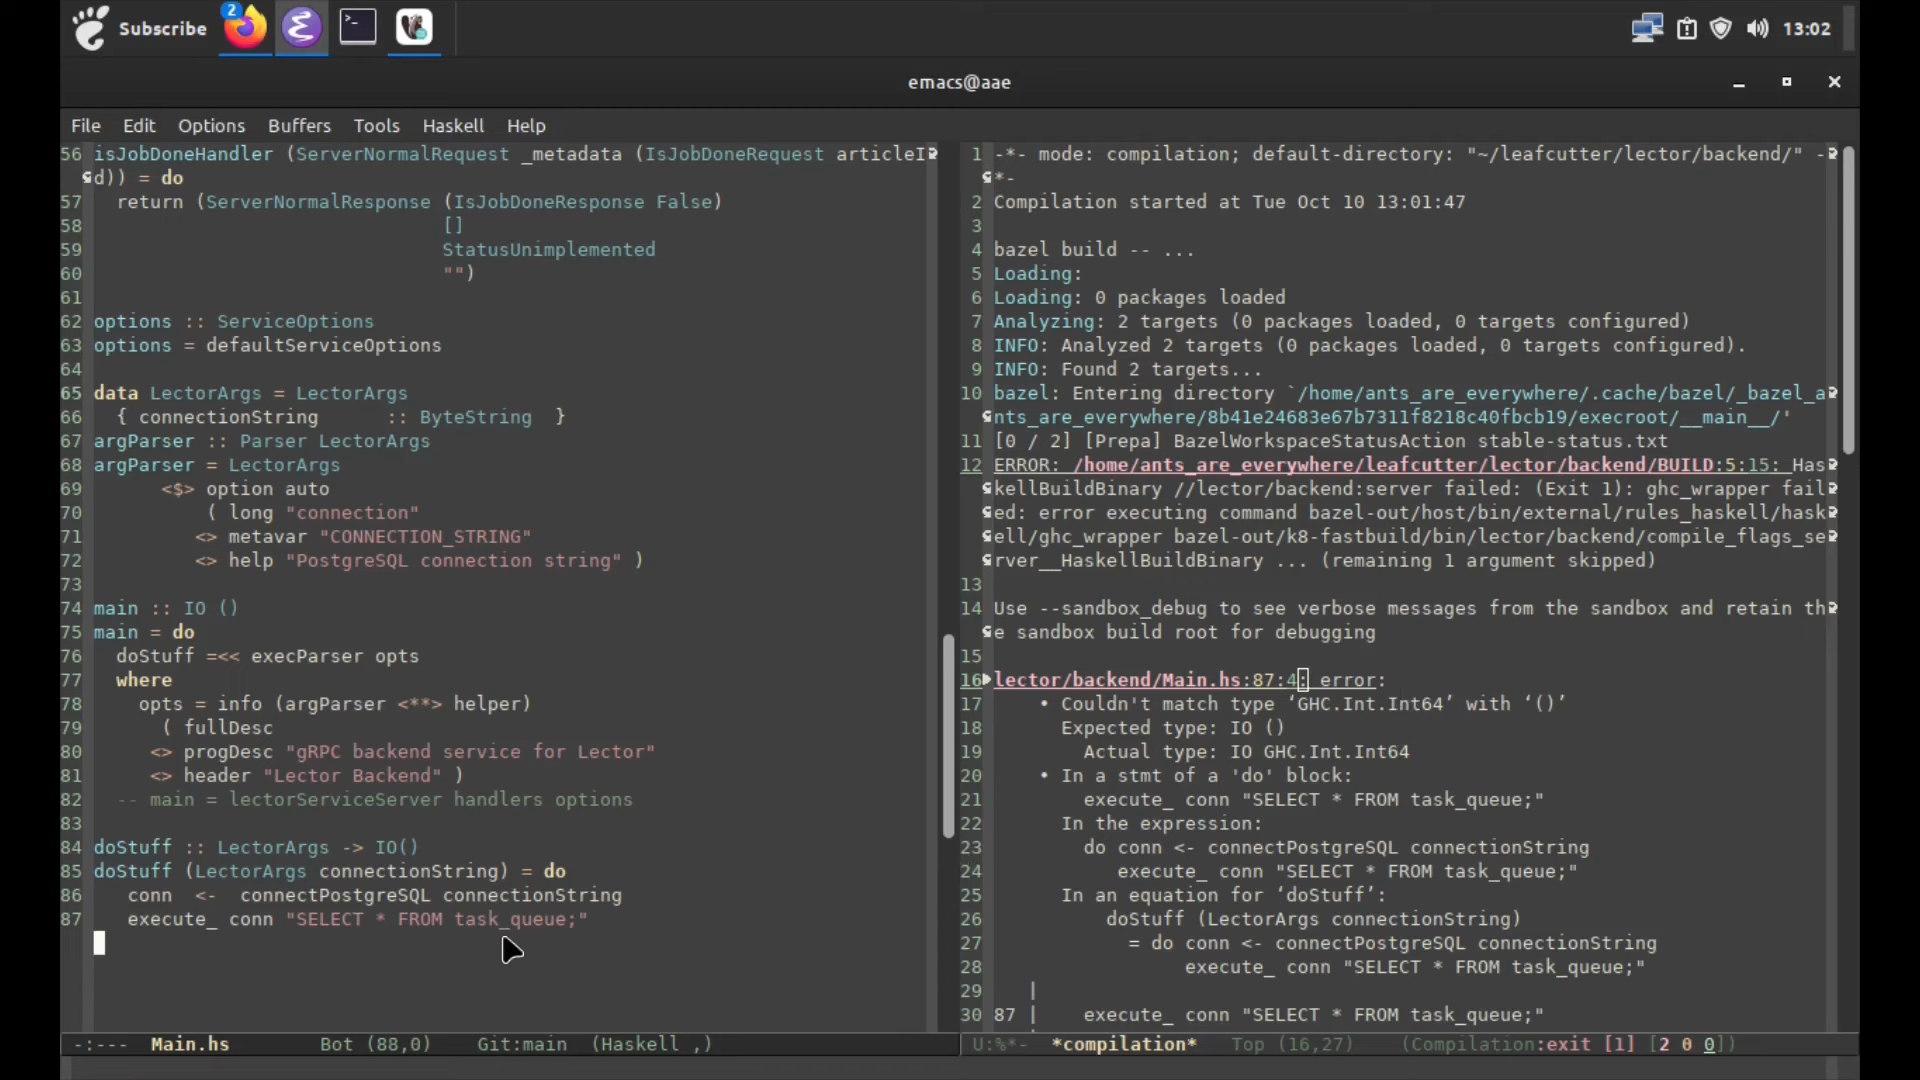 Subscribe
2
13:02
emacs@aae
File Edit Options Buffers Tools Haskell Help
56 isJobDoneHandler (ServerNormalRequest _metadata (IsJobDoneRequest articleI
d)) = do
57   return (ServerNormalResponse (IsJobDoneResponse False)
58                                []
59                                StatusUnimplemented
60                                "")
61
62 options :: ServiceOptions
63 options = defaultServiceOptions
64
65 data LectorArgs = LectorArgs
66   { connectionString      :: ByteString  }
67 argParser :: Parser LectorArgs
68 argParser = LectorArgs
69       <$> option auto
70           ( long "connection"
71          <> metavar "CONNECTION_STRING"
72          <> help "PostgreSQL connection string" )
73
74 main :: IO ()
75 main = do
76   doStuff =<< execParser opts
77   where
78     opts = info (argParser <**> helper)
79       ( fullDesc
80      <> progDesc "gRPC backend service for Lector"
81      <> header "Lector Backend" )
82   -- main = lectorServiceServer handlers options
83
84 doStuff :: LectorArgs -> IO()
85 doStuff (LectorArgs connectionString) = do
86    conn  <-  connectPostgreSQL connectionString
87    execute_ conn "SELECT * FROM task_queue;"
-:---  Main.hs        Bot (88,0)    Git:main  (Haskell ,)
1 -*- mode: compilation; default-directory: "~/leafcutter/lector/backend/" -
*-
2 Compilation started at Tue Oct 10 13:01:47
3
4 bazel build -- ...
5 Loading:
6 Loading: 0 packages loaded
7 Analyzing: 2 targets (0 packages loaded, 0 targets configured)
8 INFO: Analyzed 2 targets (0 packages loaded, 0 targets configured).
9 INFO: Found 2 targets...
10 bazel: Entering directory `/home/ants_are_everywhere/.cache/bazel/_bazel_a
nts_are_everywhere/8b41e24683e67b7311f8218c40fbcb19/execroot/__main__/'
11 [0 / 2] [Prepa] BazelWorkspaceStatusAction stable-status.txt
12 ERROR: /home/ants_are_everywhere/leafcutter/lector/backend/BUILD:5:15: Has
kellBuildBinary //lector/backend:server failed: (Exit 1): ghc_wrapper fail
ed: error executing command bazel-out/host/bin/external/rules_haskell/hask
ell/ghc_wrapper bazel-out/k8-fastbuild/bin/lector/backend/compile_flags_se
rver__HaskellBuildBinary ... (remaining 1 argument skipped)
13
14 Use --sandbox_debug to see verbose messages from the sandbox and retain th
e sandbox build root for debugging
15
16 lector/backend/Main.hs:87:4: error:
17     • Couldn't match type ‘GHC.Int.Int64’ with ‘()’
18       Expected type: IO ()
19         Actual type: IO GHC.Int.Int64
20     • In a stmt of a 'do' block:
21         execute_ conn "SELECT * FROM task_queue;"
22       In the expression:
23         do conn <- connectPostgreSQL connectionString
24            execute_ conn "SELECT * FROM task_queue;"
25       In an equation for ‘doStuff’:
26           doStuff (LectorArgs connectionString)
27             = do conn <- connectPostgreSQL connectionString
28                  execute_ conn "SELECT * FROM task_queue;"
29    |
30 87 |    execute_ conn "SELECT * FROM task_queue;"
U:%*-  *compilation*   Top (16,27)    (Compilation:exit [1] [2 0 0])